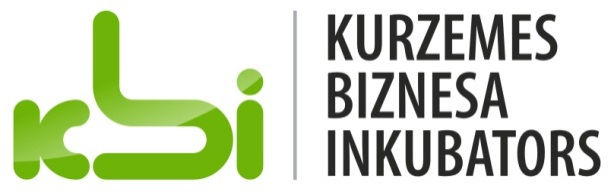 kbi
KURZEMES
BIZNESA
INKUBATORS